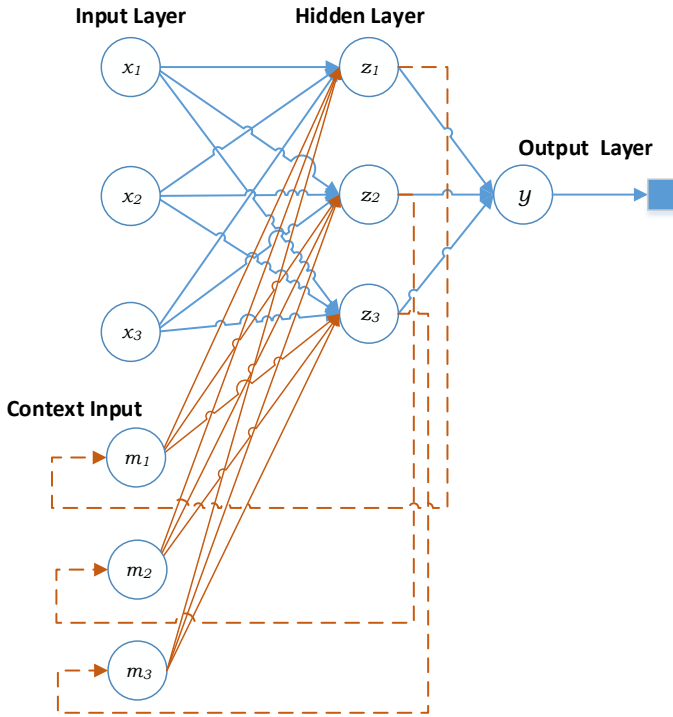 Input Layer
Hidden Layer
x1
z1
Output Layer
x2
z2
y
x3
z3
Context Input
m1
m2
m3